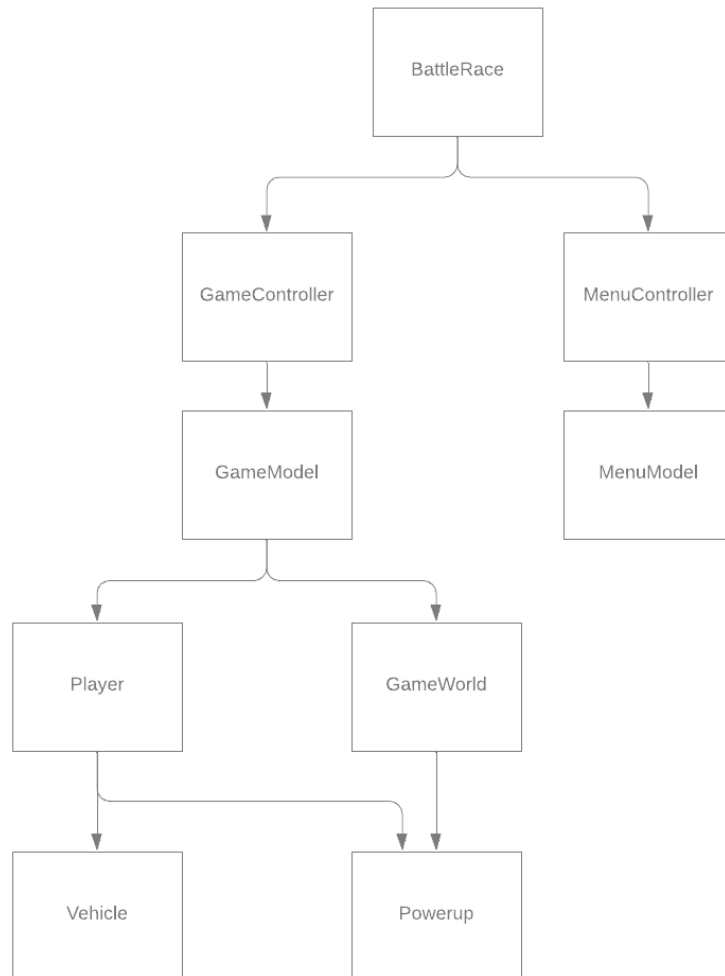 BattleRace
GameController
MenuController
GameModel
MenuModel
Player
GameWorld
Vehicle
Powerup